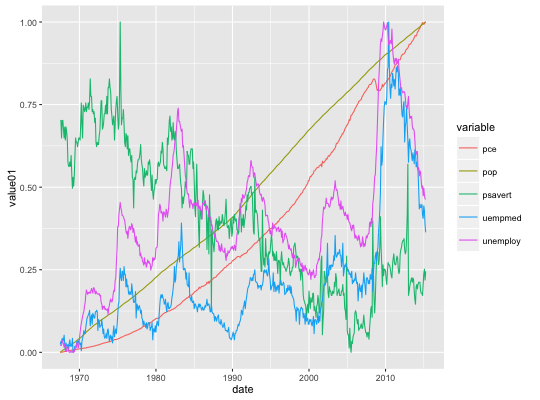 1.00
0.75
0.50
0.25
0.00
value01
1970
1980
1990
2000
2010
date
variable
pce
pop
psavert
uempmed
unemploy